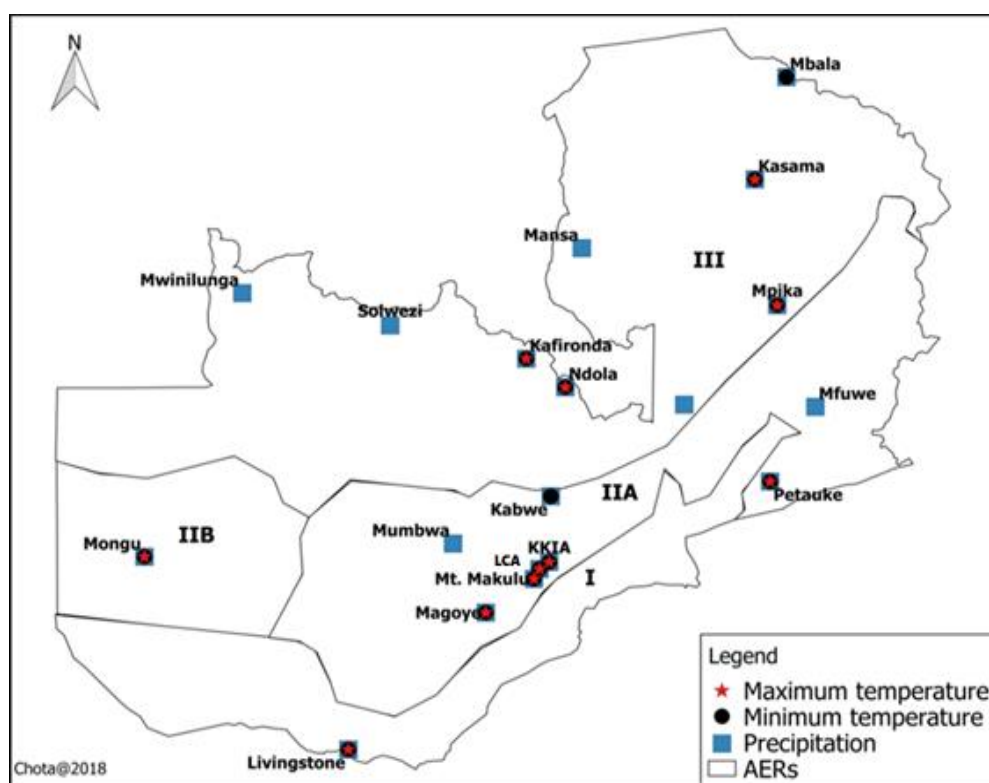 N
Mbala
Kasama
Mansa
III
Mwinilunga
Mpika
Solwezi
Kafironda
Ndola
Mfuwe
IIA
Petauke
Kabwe
IIB
Mumbwa
Mongu
KKIA
LCA
I
Mt. Makulu
Magoye
Legend
Maximum temperature
Minimum temperature
Precipitation
AERs
Livingstone
Chota@2018